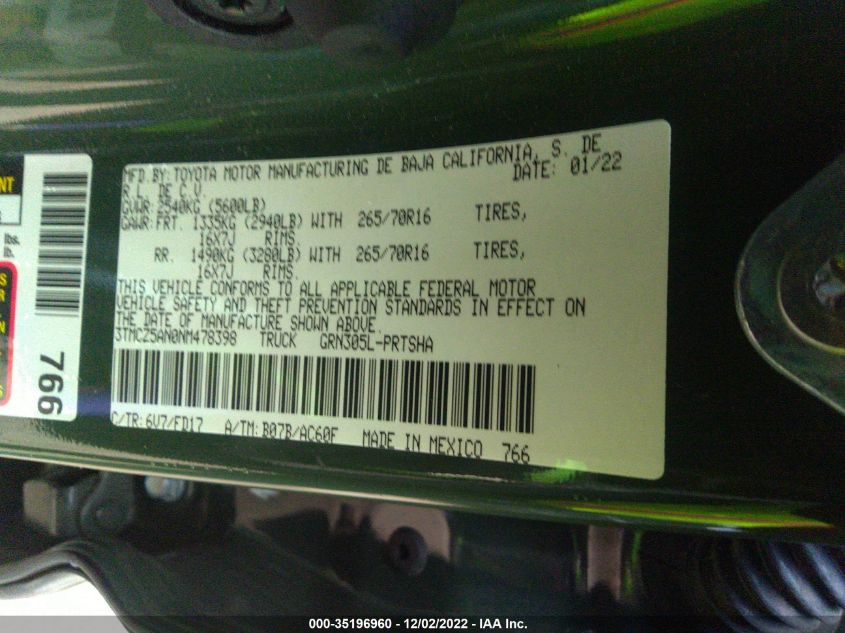 MFD. BY: TOYOTA MOTOR MANUFACTURING DE BAJA CALIFORNIA, S. DE
R.L. DE C.V. DATE: 01/22
GVWR: 2540KG (5600LB)
GAWR: FRT. 1335KG (2940LB) WITH 265/70R16 TIRES,
16X7J RIMS.
RR. 1490KG (3280LB) WITH 265/70R16 TIRES,
16X7J RIMS.
THIS VEHICLE CONFORMS TO ALL APPLICABLE FEDERAL MOTOR
VEHICLE SAFETY AND THEFT PREVENTION STANDARDS IN EFFECT ON
THE DATE OF MANUFACTURE SHOWN ABOVE.
3TMCZ5AN0NM478398 TRUCK GRN305L-PRTSHA
C/TR: 6V7/FD17 A/TM: B07B/AC60F MADE IN MEXICO 766
NT
lbs.
lb.
766
000-35196960 - 12/02/2022 - IAA Inc.